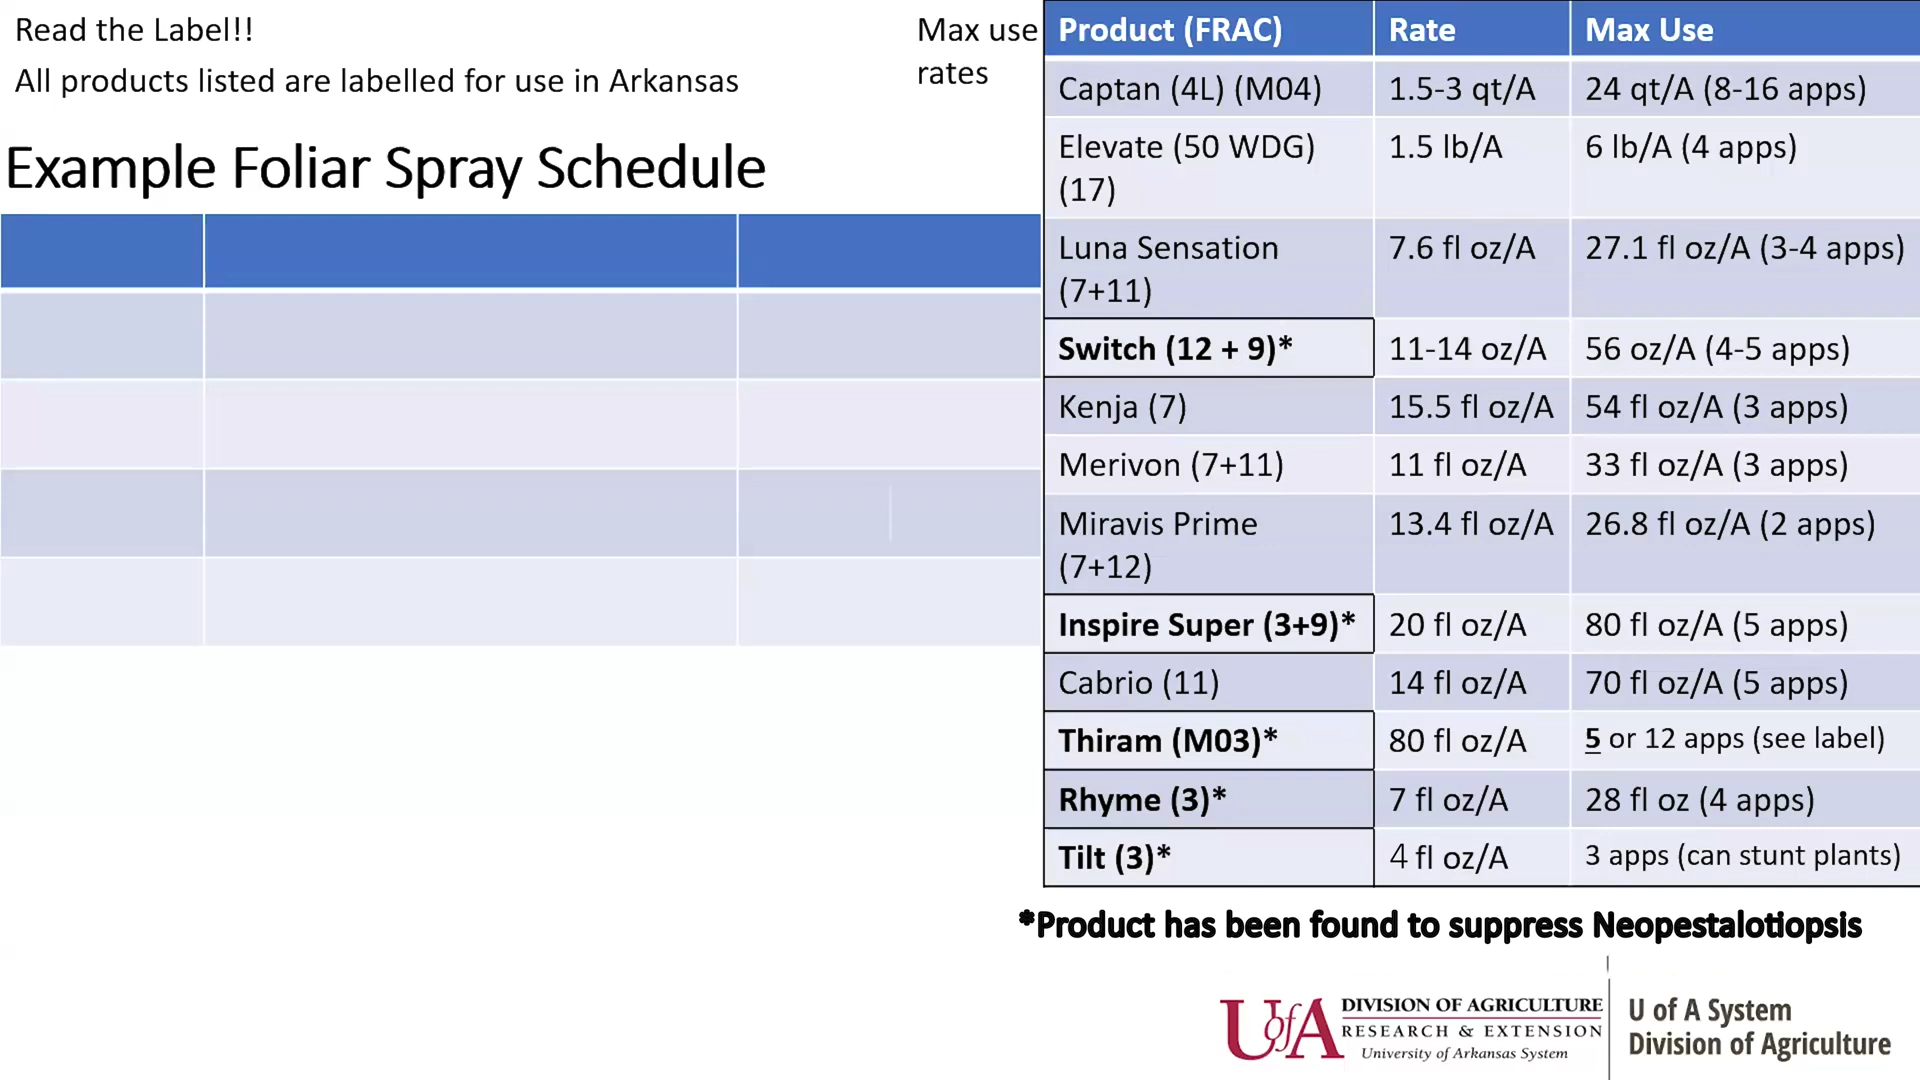 Read the Label!!
All products listed are labelled for use in Arkansas
Example Foliar Spray Schedule
Max use
rates
Product (FRAC) Rate Max Use
Captan (4L) (M04) 1.5-3 qt/A 24 qt/A (8-16 apps)
Elevate (50 WDG) 1.5 lb/A 6 lb/A (4 apps)
(17)
Luna Sensation 7.6 fl oz/A 27.1 fl oz/A (3-4 apps)
(7+11)
Switch (12 + 9)* 11-14 oz/A 56 oz/A (4-5 apps)
Kenja (7) 15.5 fl oz/A 54 fl oz/A (3 apps)
Merivon (7+11) 11 fl oz/A 33 fl oz/A (3 apps)
Miravis Prime 13.4 fl oz/A 26.8 fl oz/A (2 apps)
(7+12)
Inspire Super (3+9)* 20 fl oz/A 80 fl oz/A (5 apps)
Cabrio (11) 14 fl oz/A 70 fl oz/A (5 apps)
Thiram (M03)* 80 fl oz/A 5 or 12 apps (see label)
Rhyme (3)* 7 fl oz/A 28 fl oz (4 apps)
Tilt (3)* 4 fl oz/A 3 apps (can stunt plants)
*Product has been found to suppress Neopestalotiopsis
UofA
DIVISION OF AGRICULTURE
RESEARCH & EXTENSION
University of Arkansas System
U of A System
Division of Agriculture